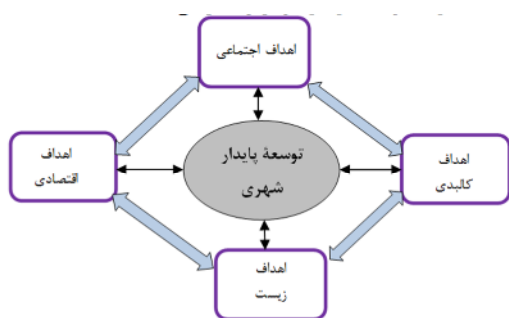 اهداف اجتماعی
توسعهٔ پایدار
شهری
اهداف
کالبدی
اهداف
اقتصادی
اهداف
زیست